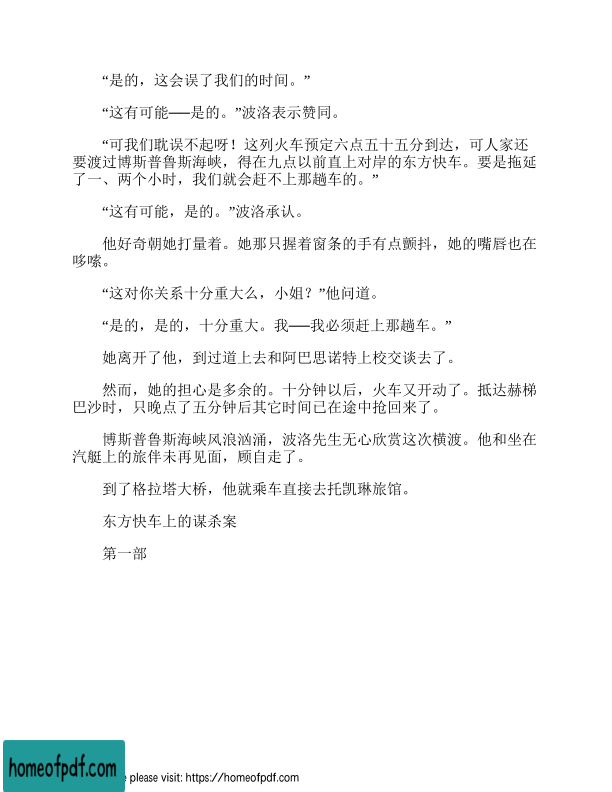 “是的，这会误了我们的时间。”
“这有可能──是的。”波洛表示赞同。
“可我们耽误不起呀！这列火车预定六点五十五分到达，可人家还
要渡过博斯普鲁斯海峡，得在九点以前直上对岸的东方快车。要是拖延
了一、两个小时，我们就会赶不上那趟车的。”
“这有可能，是的。”波洛承认。
他好奇朝她打量着。她那只握着窗条的手有点颤抖，她的嘴唇也在
哆嗦。
“这对你关系十分重大么，小姐？”他问道。
“是的，是的，十分重大。我──我必须赶上那趟车。”
她离开了他，到过道上去和阿巴思诺特上校交谈去了。
然而，她的担心是多余的。十分钟以后，火车又开动了。抵达赫梯
巴沙时，只晚点了五分钟后其它时间已在途中抢回来了。
博斯普鲁斯海峡风浪汹涌，波洛先生无心欣赏这次横渡。他和坐在
汽艇上的旅伴未再见面，顾自走了。
到了格拉塔大桥，他就乘车直接去托凯琳旅馆。
东方快车上的谋杀案
第一部
homeofpdf.com
e please visit: https://homeofpdf.com